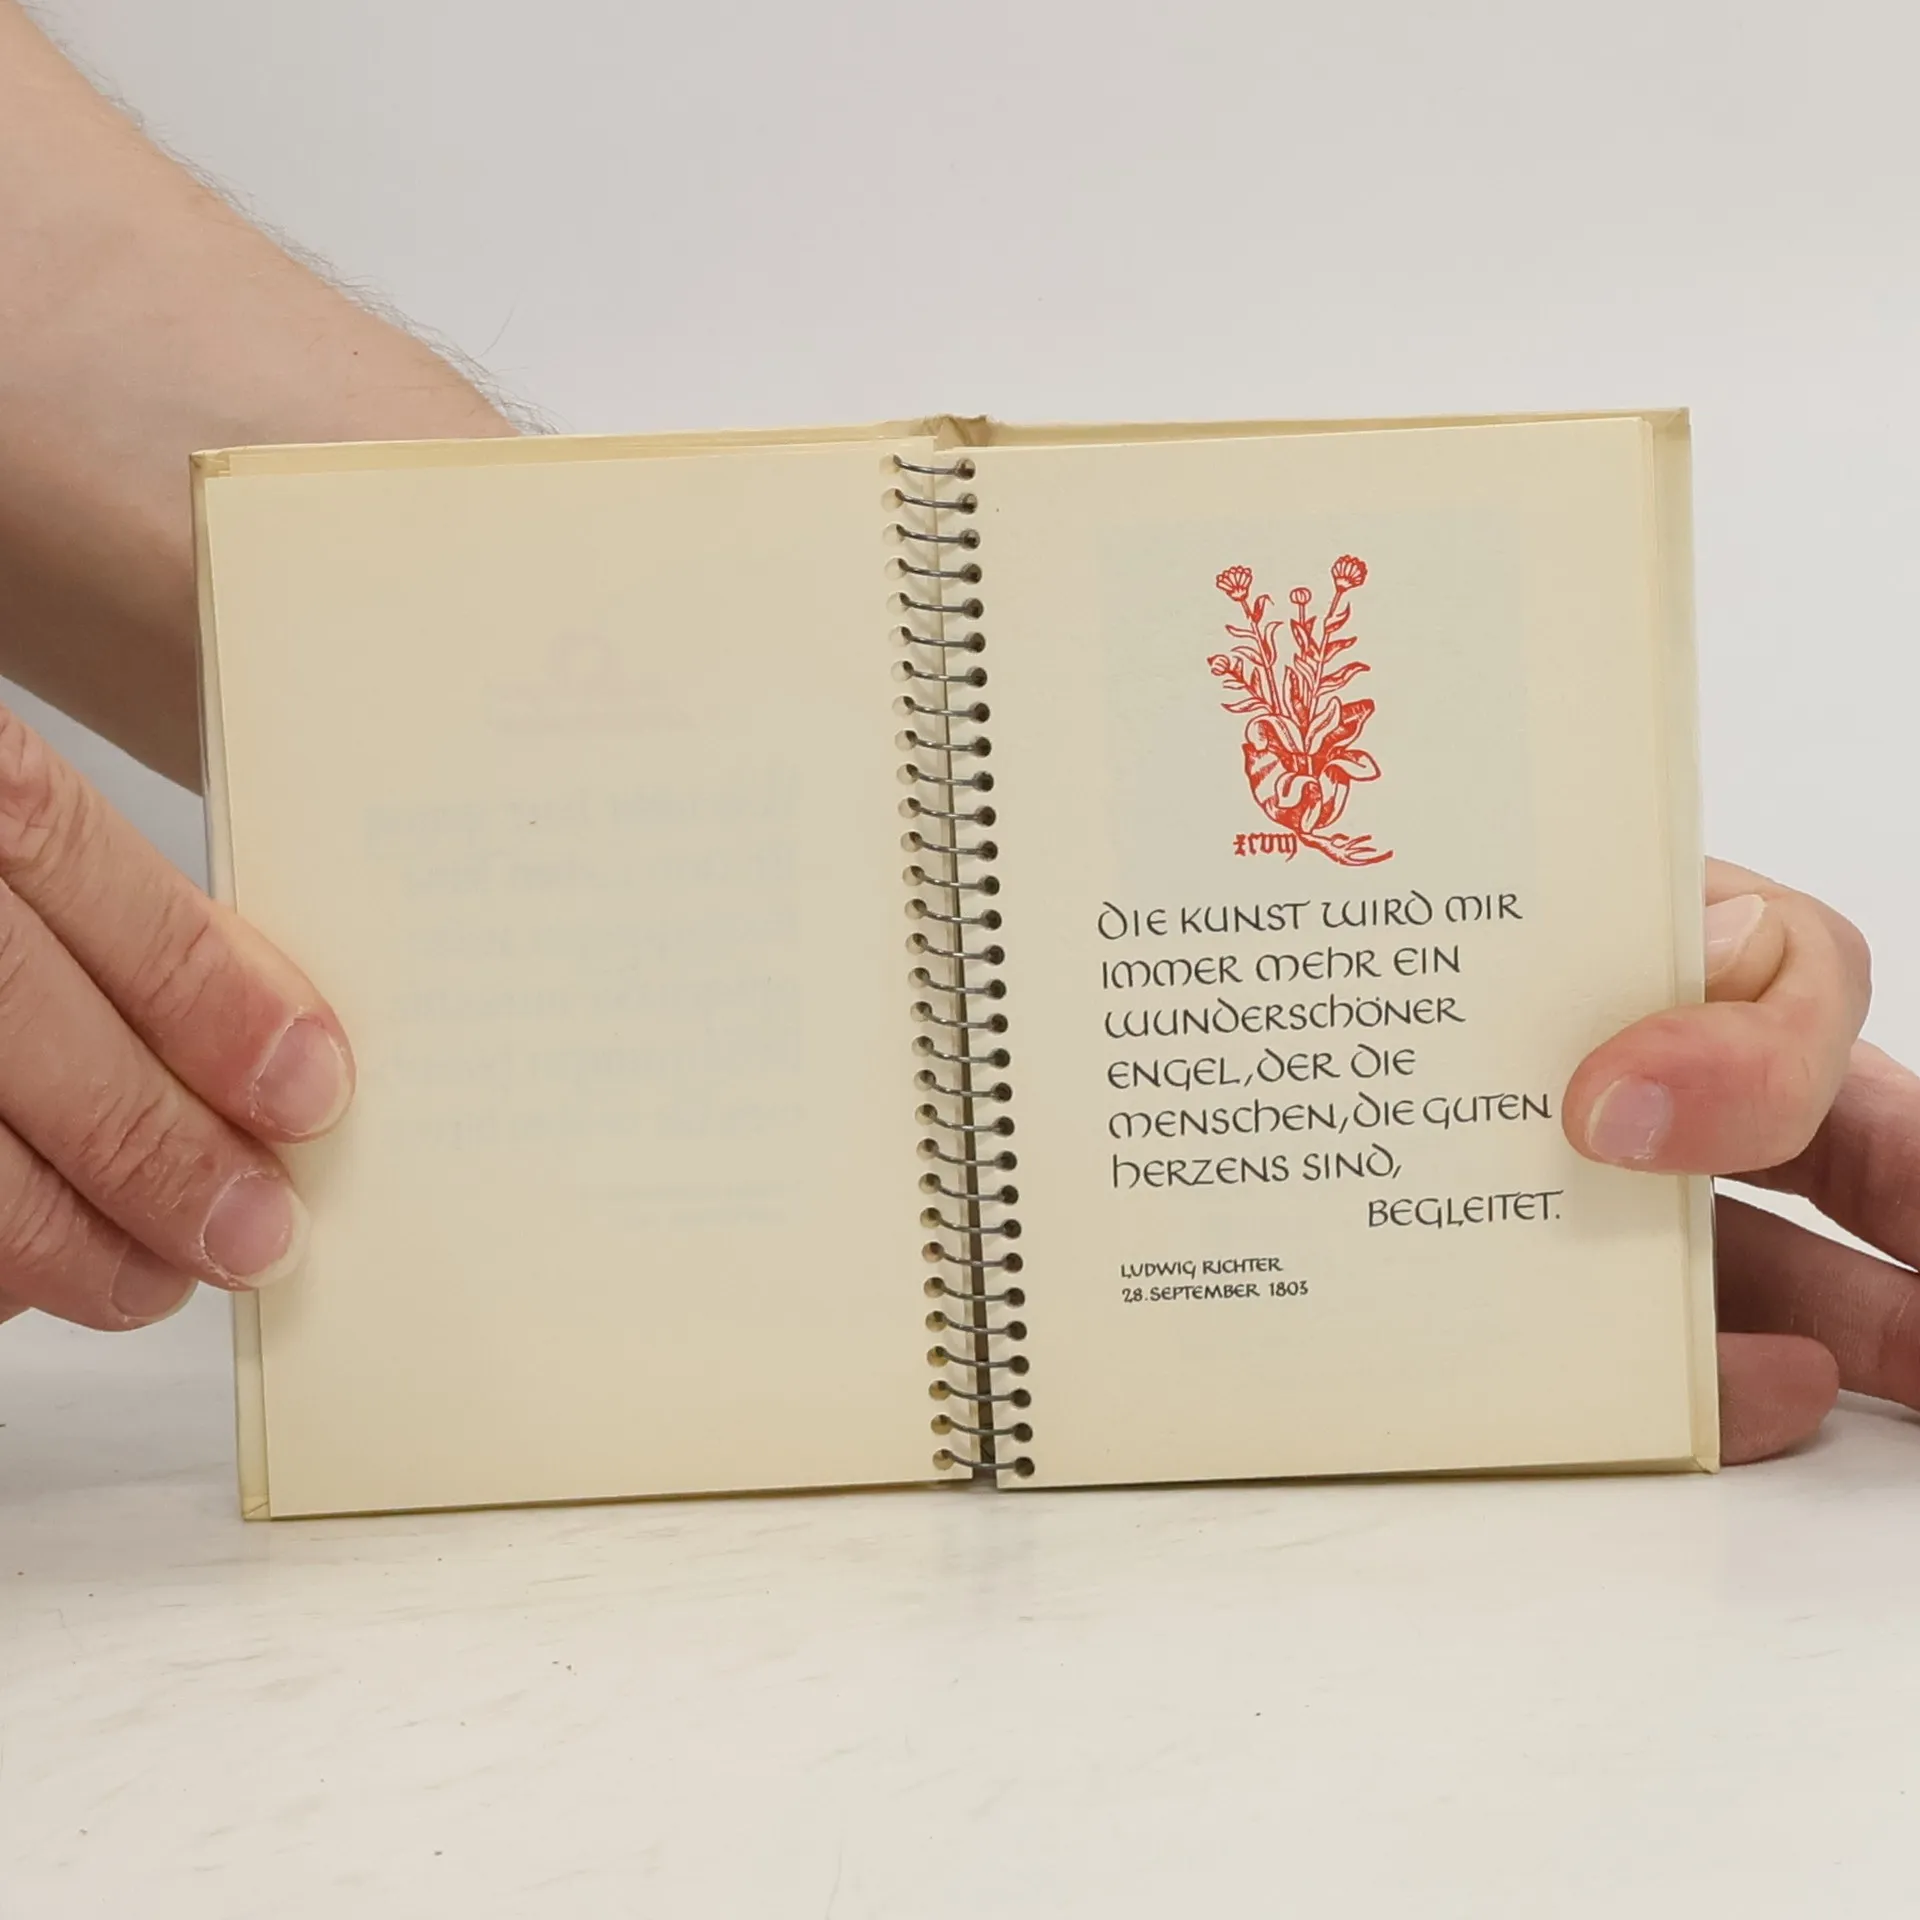 xcvııȷ
DIE KUNST WIRD MIR
IMMER MEHR EIN
WUNDERSCHÖNER
ENGEL, DER DIE
MENSCHEN, DIE GUTEN
HERZENS SIND,
BEGLEITET.
LUDWIG RICHTER
28. SEPTEMBER 1803